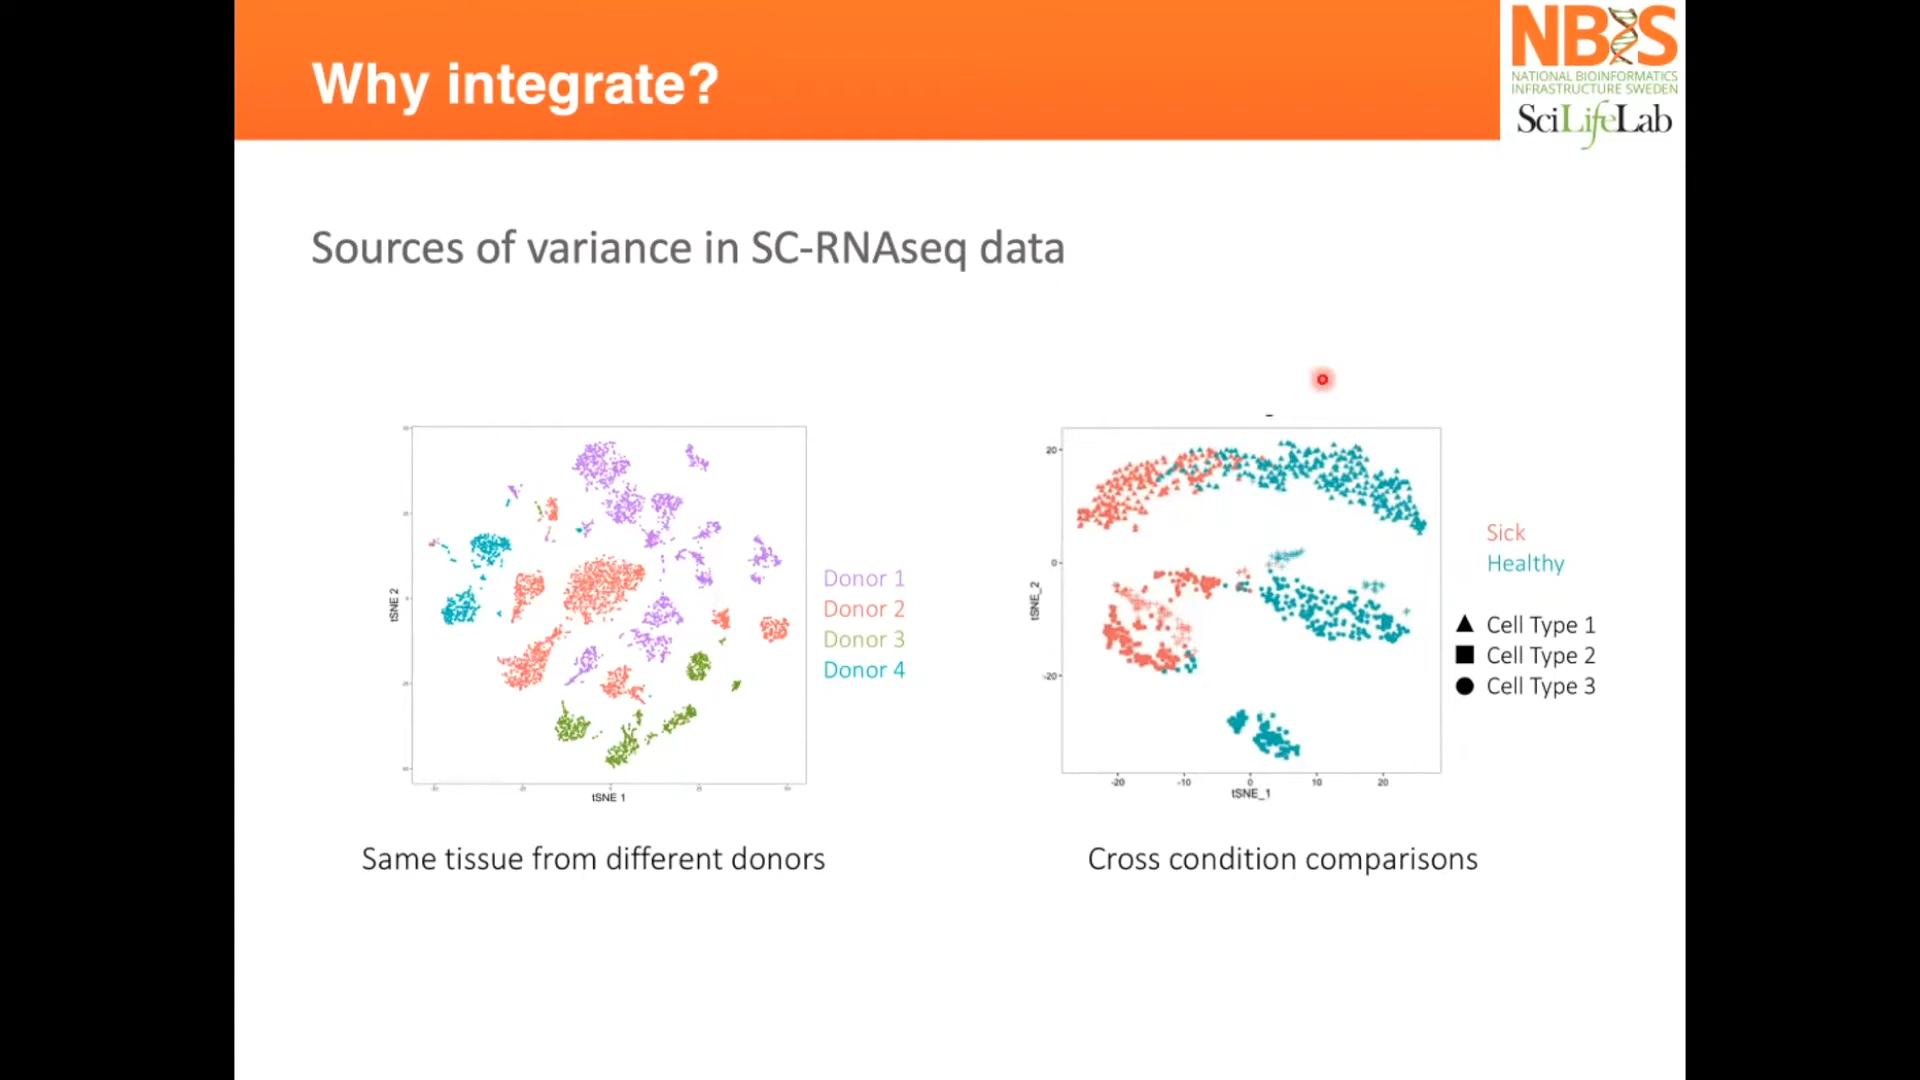 Why integrate?
NBIS
NATIONAL BIOINFORMATICS
INFRASTRUCTURE SWEDEN
SciLifeLab
Sources of variance in SC-RNAseq data
tSNE 2
tSNE 1
Donor 1
Donor 2
Donor 3
Donor 4
Same tissue from different donors
20
0
-20
tSNE_2
-20 -10 0 10 20
tSNE_1
Sick
Healthy
Cell Type 1
Cell Type 2
Cell Type 3
Cross condition comparisons